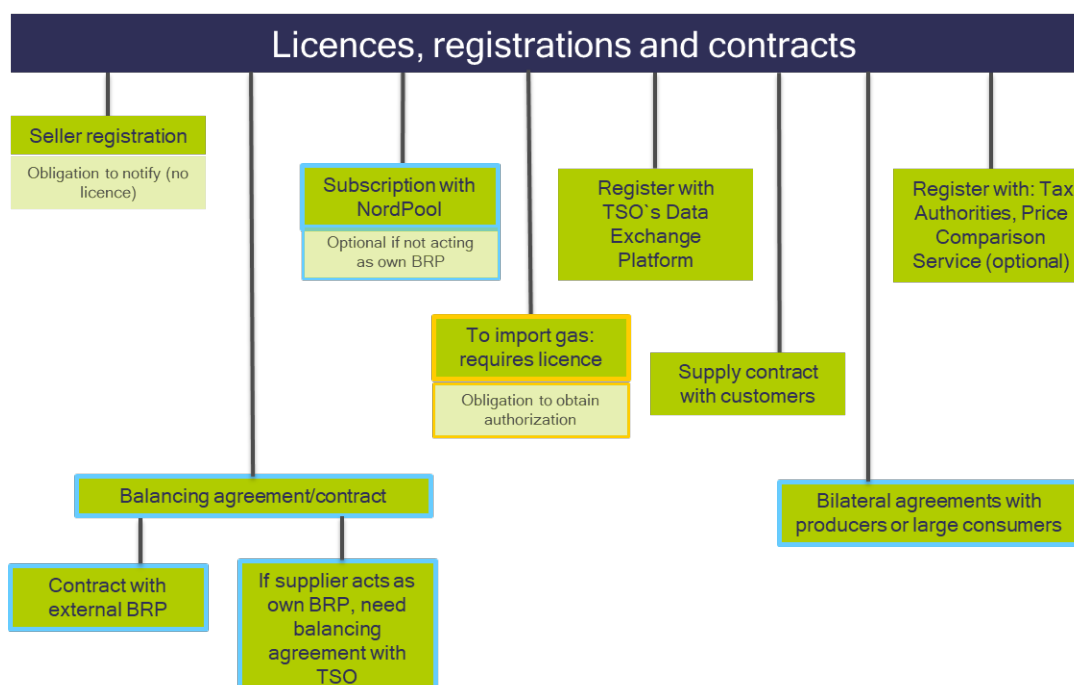 Licences, registrations and contracts
Seller registration
Obligation to notify (no
licence)
Subscription with
NordPool
Optional if not acting
as own BRP
Register with
TSO`s Data
Exchange
Platform
Register with: Tax
Authorities, Price
Comparison
Service (optional)
To import gas:
requires licence
Obligation to obtain
authorization
Supply contract
with customers
Balancing agreement/contract
Bilateral agreements with
producers or large consumers
Contract with
external BRP
If supplier acts as
own BRP, need
balancing
agreement with
TSO